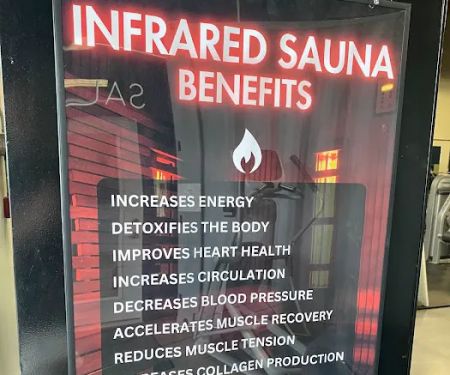 INFRARED SAUNA
BENEFITS
INCREASES ENERGY
DETOXIFIES THE BODY
IMPROVES HEART HEALTH
INCREASES CIRCULATION
DECREASES BLOOD PRESSURE
ACCELERATES MUSCLE RECOVERY
REDUCES MUSCLE TENSION
COLLAGEN PRODUCTION